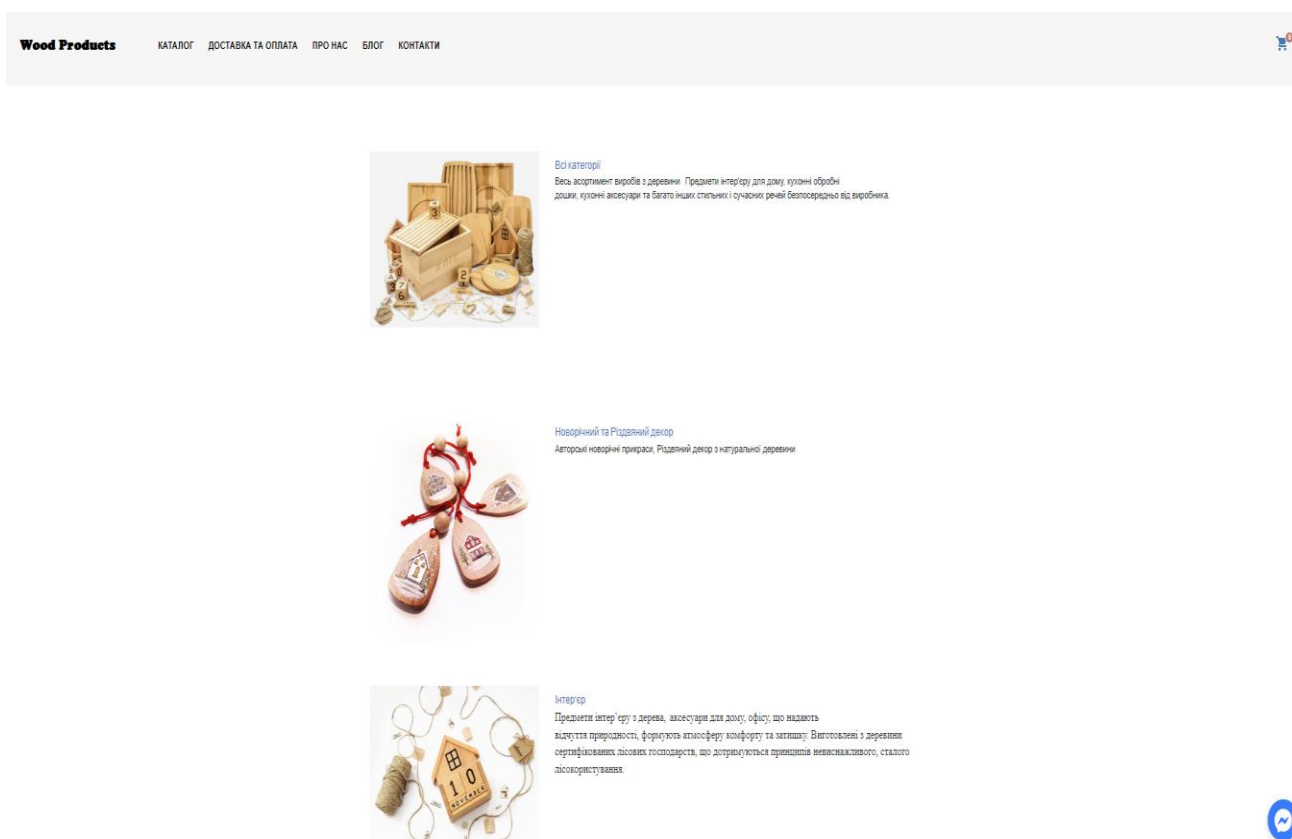 Wood Products
КАТАЛОГ ДОСТАВКА ТА ОПЛАТА ПРО НАС БЛОГ КОНТАКТИ
Всі категорії
Весь асортимент виробів з деревини Предмети інтер'єру для дому, кухонні обробні
дошки, кухонні аксесуари та багато інших стильних і сучасних речей безпосередньо від виробника.
Новорічний та Різдвяний декор
Авторські новорічні прикраси, Різдвяний декор з натуральної деревини
Інтер'єр
Предмети інтер'єру з дерева, аксесуари для дому, офісу, що надають
відчуття природності, формують атмосферу комфорту та затишку. Виготовлені з деревини
сертифікованих лісових господарств, що дотримуються принципів невиснажливого, сталого
лісокористування.
1 0
NOVEMBER